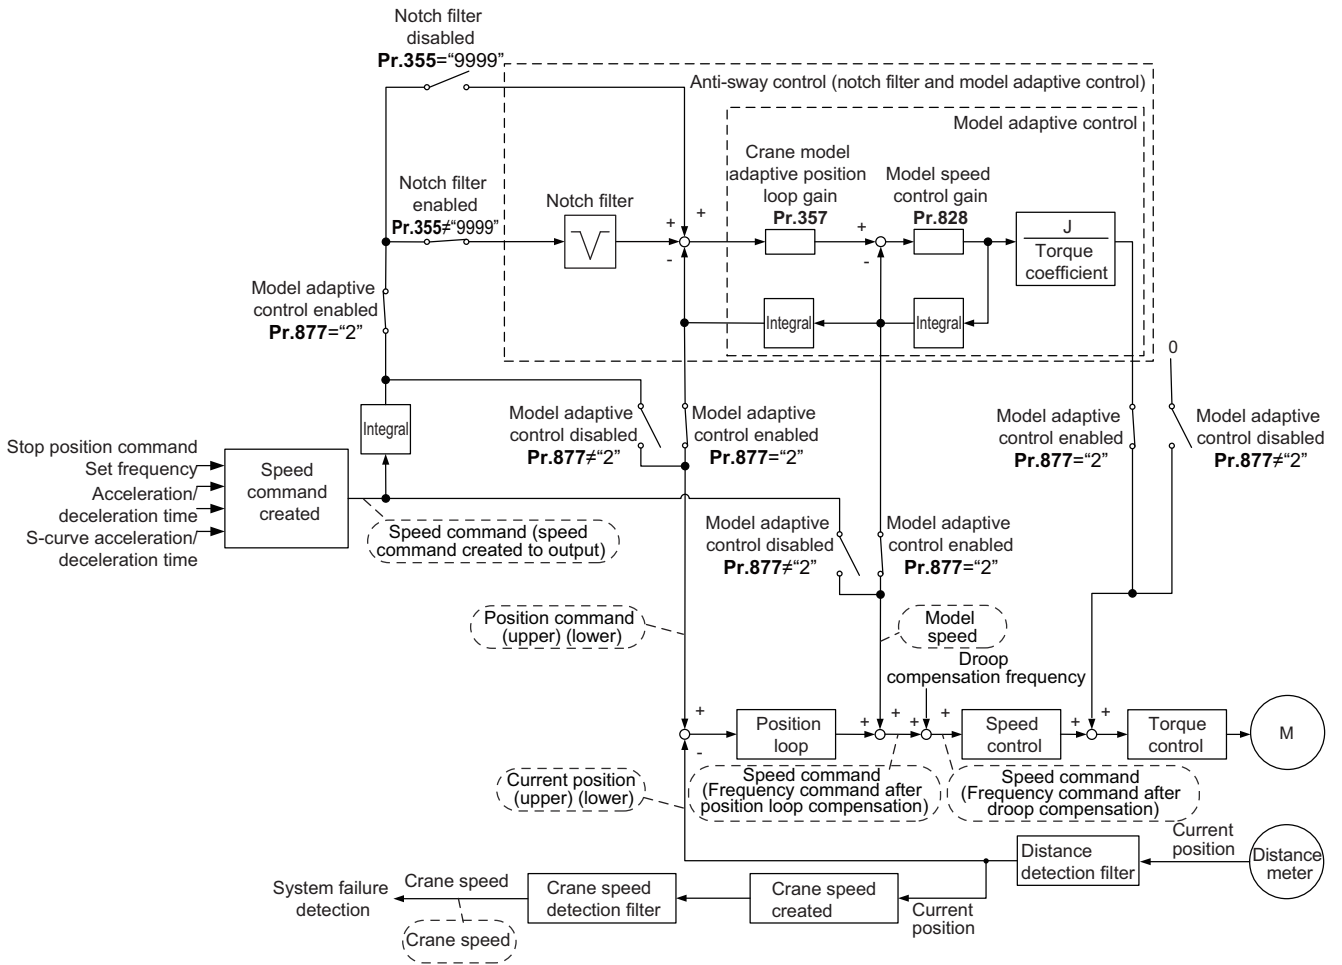 Notch filter
disabled
Pr.355=“9999”
Anti-sway control (notch filter and model adaptive control)
Model adaptive control
Notch filter
enabled
Pr.355≠“9999”
Notch filter
Crane model
adaptive position
loop gain
Pr.357
Model speed
control gain
Pr.828
+
+
-
+
-
J
Torque
coefficient
Model adaptive
control enabled
Pr.877=“2”
Integral
Integral
0
Integral
Model adaptive
control disabled
Pr.877≠“2”
Model adaptive
control enabled
Pr.877=“2”
Model adaptive
control enabled
Pr.877=“2”
Model adaptive
control disabled
Pr.877≠“2”
Stop position command
Set frequency
Acceleration/
deceleration time
S-curve acceleration/
deceleration time
Speed
command
created
Speed command (speed
command created to output)
Model adaptive
control disabled
Pr.877≠“2”
Model adaptive
control enabled
Pr.877=“2”
Position command
(upper) (lower)
Model
speed
Droop
compensation frequency
+
-
Position
loop
+
+
+
+
Speed
control
+
+
Torque
control
M
Current position
(upper) (lower)
Speed command
(Frequency command after
position loop compensation)
Speed command
(Frequency command after
droop compensation)
Distance
detection filter
Current
position
Distance
meter
System failure
detection
Crane speed
Crane speed
Crane speed
detection filter
Crane speed
created
Current
position